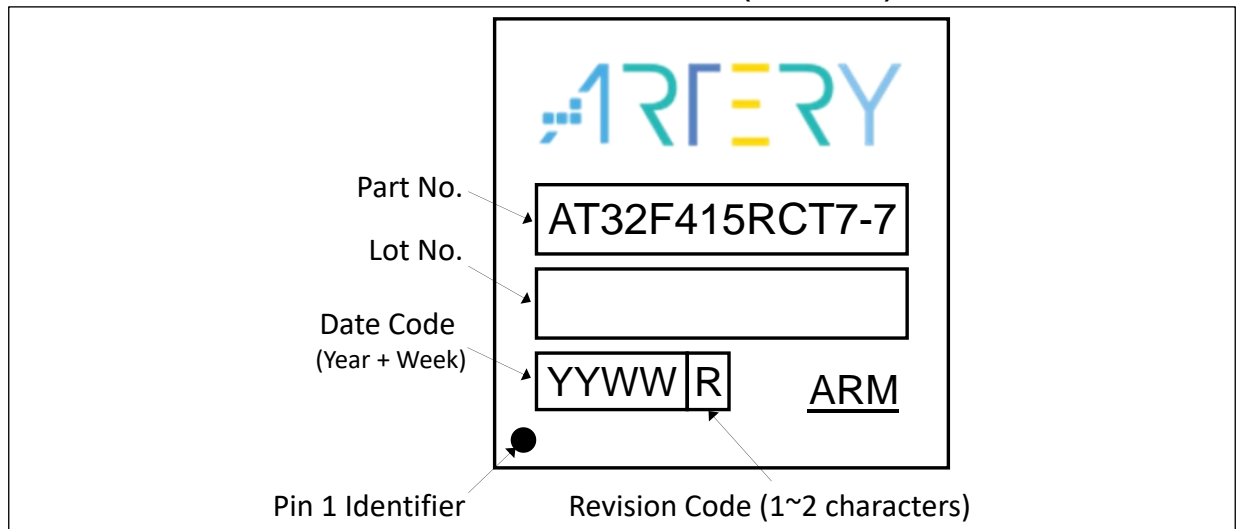 ARTERY
Part No.
AT32F415RCT7-7
Lot No.
Date Code
(Year + Week)
YYWW R
ARM
Pin 1 Identifier
Revision Code (1~2 characters)